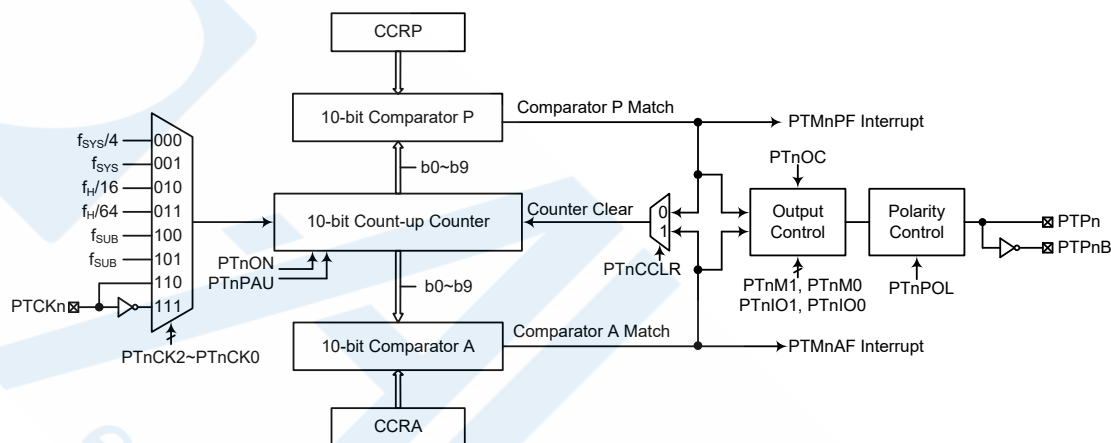 CCRP
10-bit Comparator P
Comparator P Match
PTMnPF Interrupt
b0~b9
fSYS/4
000
fSYS
001
fH/16
010
fH/64
011
fSUB
100
fSUB
101
110
PTCKn
111
PTnCK2~PTnCK0
10-bit Count-up Counter
PTnON
PTnPAU
Counter Clear
0
1
PTnCCLR
PTnOC
Output
Control
PTnM1, PTnM0
PTnIO1, PTnIO0
Polarity
Control
PTnPOL
PTPn
PTPnB
b0~b9
10-bit Comparator A
Comparator A Match
PTMnAF Interrupt
CCRA